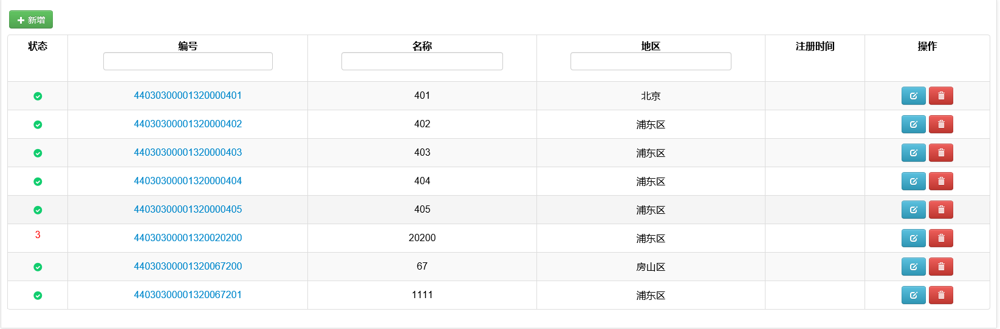 新增
状态 编号 名称 地区 注册时间 操作
44030300001320000401 401 北京
44030300001320000402 402 浦东区
44030300001320000403 403 浦东区
44030300001320000404 404 浦东区
44030300001320000405 405 浦东区
3 44030300001320020200 20200 浦东区
44030300001320067200 67 房山区
44030300001320067201 1111 浦东区